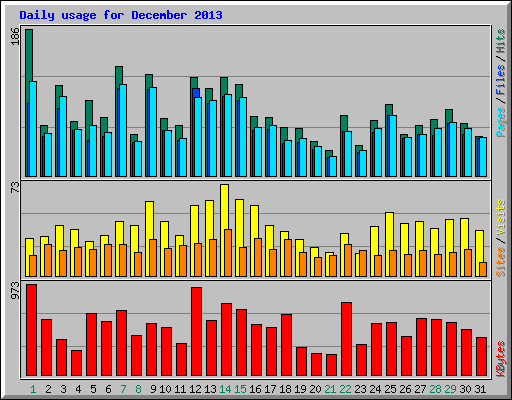 Daily usage for December 2013
186
Pages / Files / Hits
73
Sites / Visits
973
KBytes
1 2 3 4 5 6 7 8 9 10 11 12 13 14 15 16 17 18 19 20 21 22 23 24 25 26 27 28 29 30 31